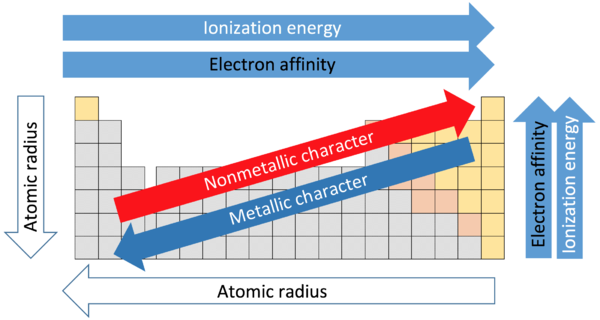 Ionization energy
Electron affinity
Atomic radius
Nonmetallic character
Metallic character
Electron affinity
Ionization energy
Atomic radius